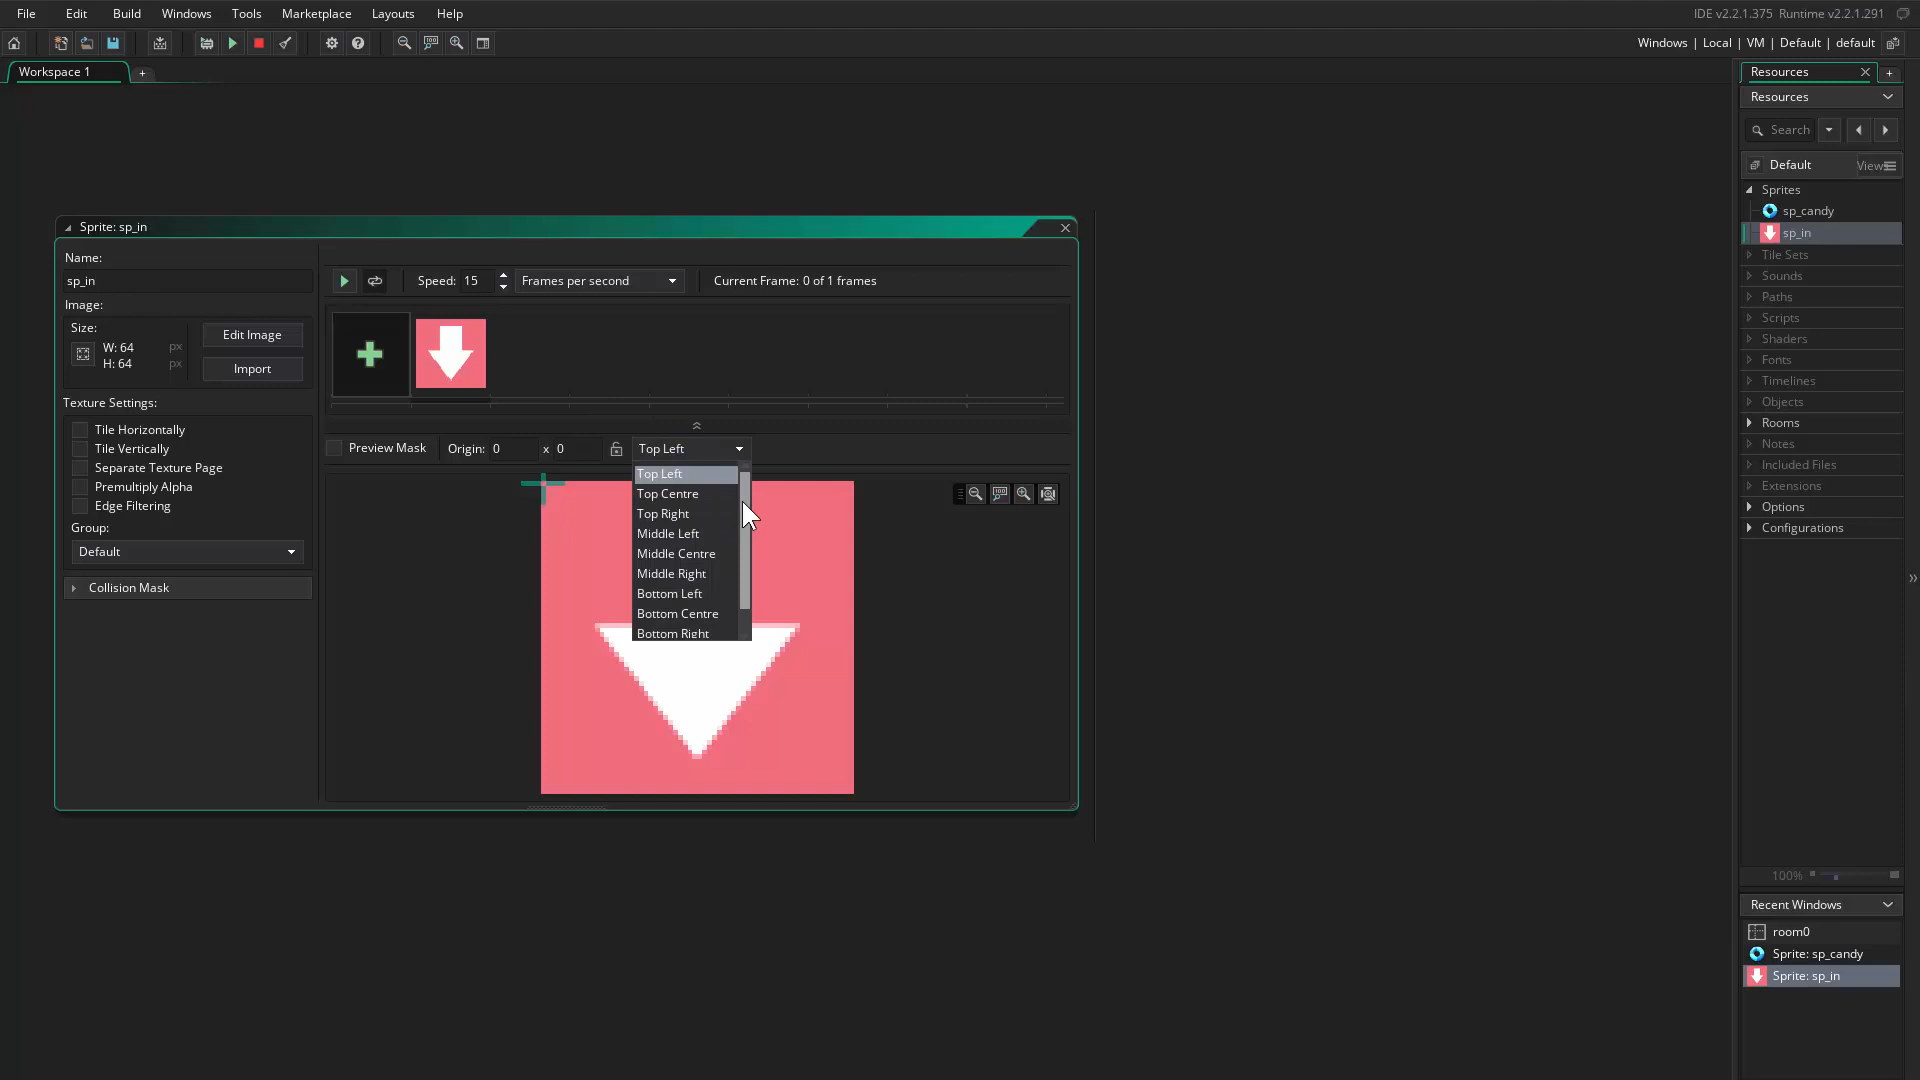 File Edit Build Windows Tools Marketplace Layouts Help
IDE v2.2.1.375 Runtime v2.2.1.291
Windows | Local | VM | Default | default
Workspace 1 +
Resources +
Resources
Search
Default
View
Sprites
sp_candy
sp_in
Tile Sets
Sounds
Paths
Scripts
Shaders
Fonts
Timelines
Objects
Rooms
Notes
Included Files
Extensions
Options
Configurations
100%
Recent Windows
room0
Sprite: sp_candy
Sprite: sp_in
Sprite: sp_in
Name:
sp_in
Image:
Size:
W: 64 px
H: 64 px
Edit Image
Import
Texture Settings:
Tile Horizontally
Tile Vertically
Separate Texture Page
Premultiply Alpha
Edge Filtering
Group:
Default
Collision Mask
Speed: 15 Frames per second Current Frame: 0 of 1 frames
Preview Mask Origin: 0 x 0 Top Left
Top Left
Top Centre
Top Right
Middle Left
Middle Centre
Middle Right
Bottom Left
Bottom Centre
Bottom Right